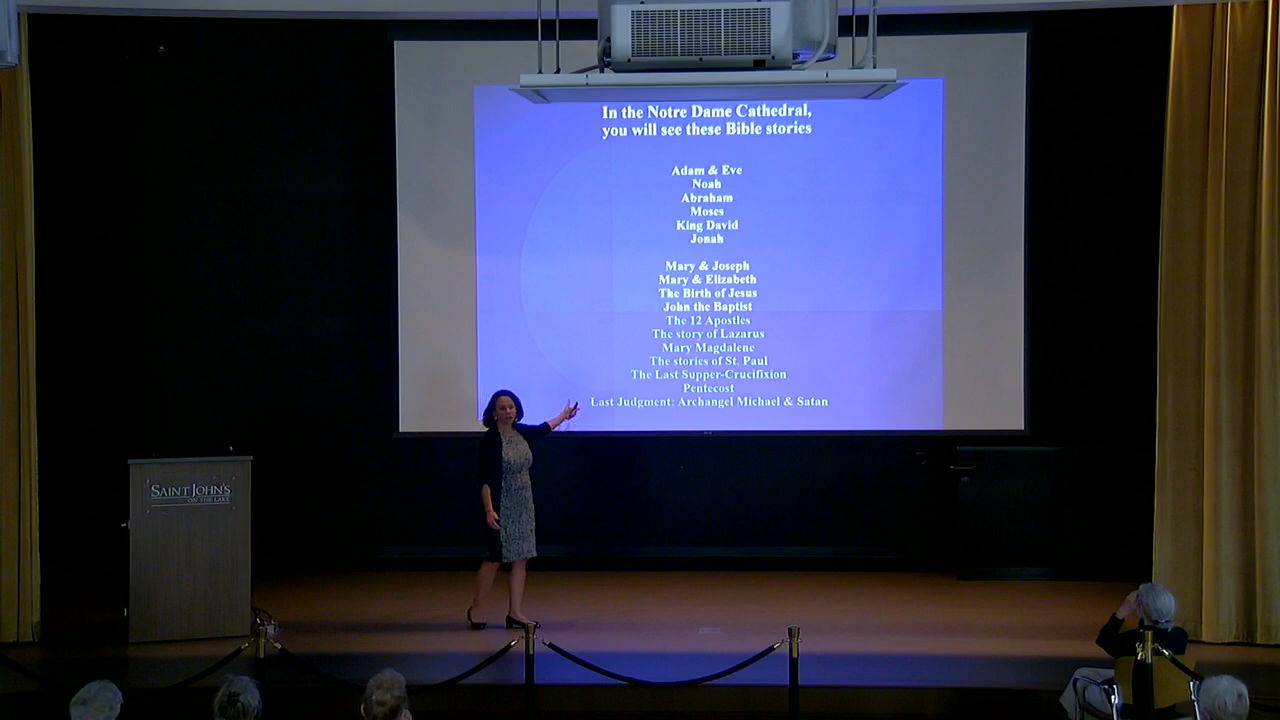 In the Notre Dame Cathedral,
you will see these Bible stories
Adam & Eve
Noah
Abraham
Moses
King David
Jonah
Mary & Joseph
Mary & Elizabeth
The Birth of Jesus
John the Baptist
The 12 Apostles
The story of Lazarus
Mary Magdalene
The stories of St. Paul
The Last Supper-Crucifixion
Pentecost
Last Judgment: Archangel Michael & Satan
SAINT JOHN'S
ON THE LAKE